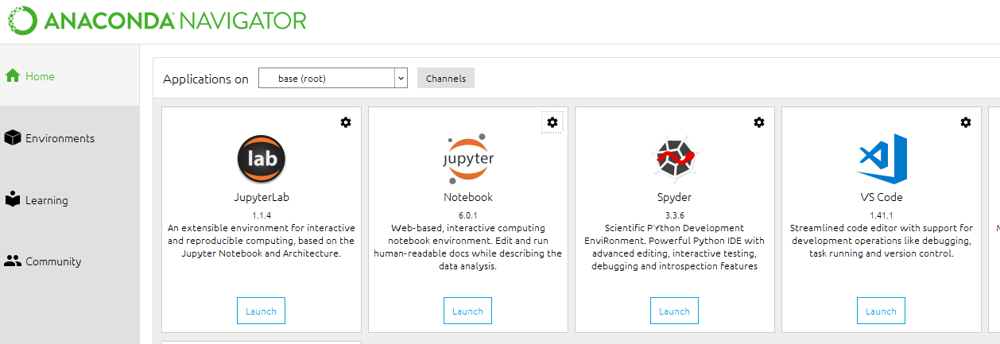 ANACONDA NAVIGATOR
Home
Environments
Learning
Community
Applications on
base (root)
Channels
lab
JupyterLab
1.1.4
An extensible environment for interactive
and reproducible computing, based on the
Jupyter Notebook and Architecture.
Launch
jupyter
Notebook
6.0.1
Web-based, interactive computing
notebook environment. Edit and run
human-readable docs while describing the
data analysis.
Launch
Spyder
3.3.6
Scientific PYthon Development
EnviRonment. Powerful Python IDE with
advanced editing, interactive testing,
debugging and introspection features
Launch
VS Code
1.41.1
Streamlined code editor with support for
development operations like debugging,
task running and version control.
Launch